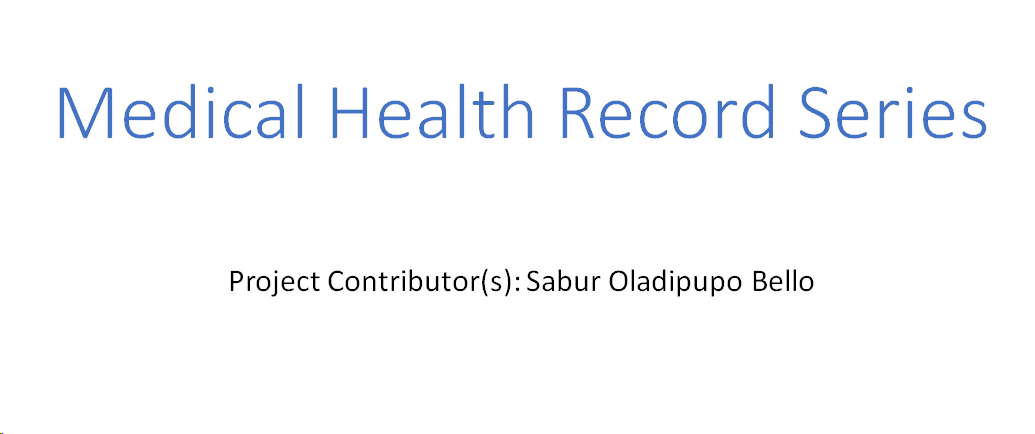 Medical Health Record Series
Project Contributor(s): Sabur Oladipupo Bello